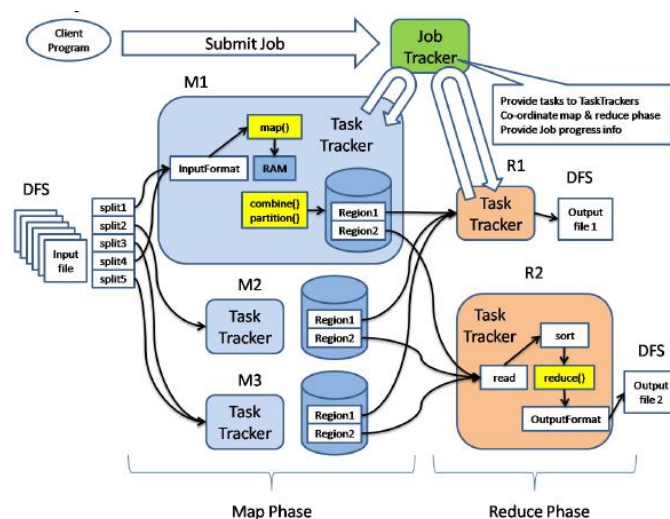 Client
Program
Submit Job
Job
Tracker
Provide tasks to TaskTrackers
Co-ordinate map & reduce phase
Provide Job progress info
M1
map()
Task
Tracker
InputFormat
RAM
combine()
partition()
Region1
Region2
DFS
Input
file
split1
split2
split3
split4
split5
M2
Task
Tracker
Region1
Region2
M3
Task
Tracker
Region1
Region2
R1
Task
Tracker
DFS
Output
file 1
R2
Task
Tracker
sort
read
reduce()
OutputFormat
DFS
Output
file 2
Map Phase
Reduce Phase